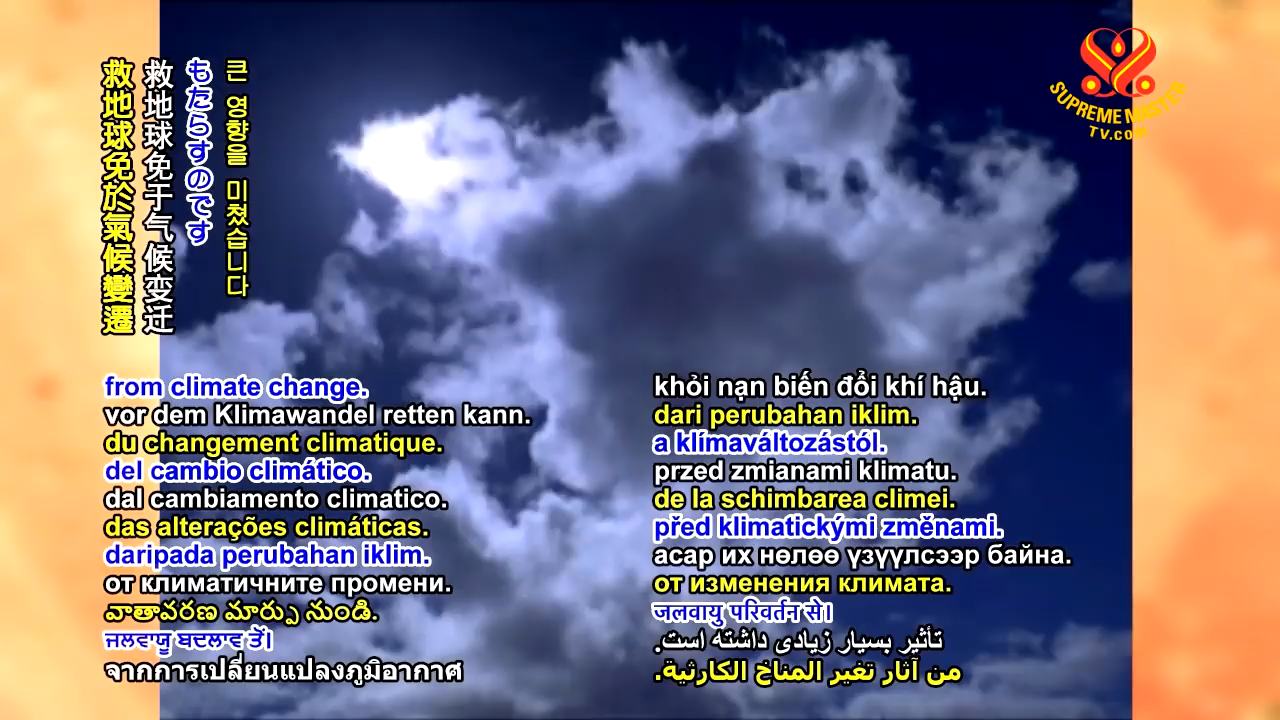 큰 영향을 미쳤습니다
もたらすのです
救地球免于气候变迁
救地球免於氣候變遷
SUPREME MASTER
TV.com
from climate change.
vor dem Klimawandel retten kann.
du changement climatique.
del cambio climático.
dal cambiamento climatico.
das alterações climáticas.
daripada perubahan iklim.
от климатичните промени.
వాతావరణ మార్పు నుండి.
ਜਲਵਾਯੂ ਬਦਲਾਵ ਤੋਂ।
จากการเปลี่ยนแปลงภูมิอากาศ
khỏi nạn biến đổi khí hậu.
dari perubahan iklim.
a klímaváltozástól.
przed zmianami klimatu.
de la schimbarea climei.
před klimatickými změnami.
асар их нөлөө үзүүлсээр байна.
от изменения климата.
जलवायु परिवर्तन से।
تأثیر بسیار زیادی داشته است.
من آثار تغير المناخ الكارثية.